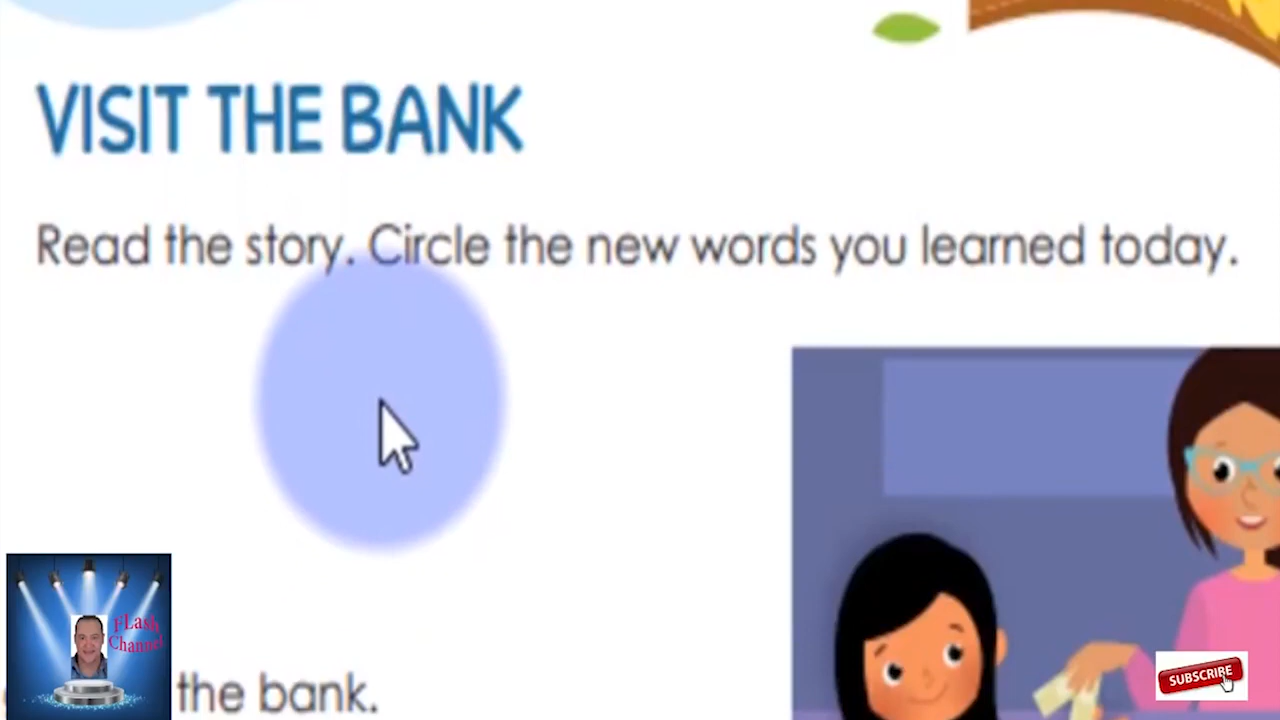 VISIT THE BANK
Read the story. Circle the new words you learned today.
FLash
Channel
the bank.
SUBSCRIBE